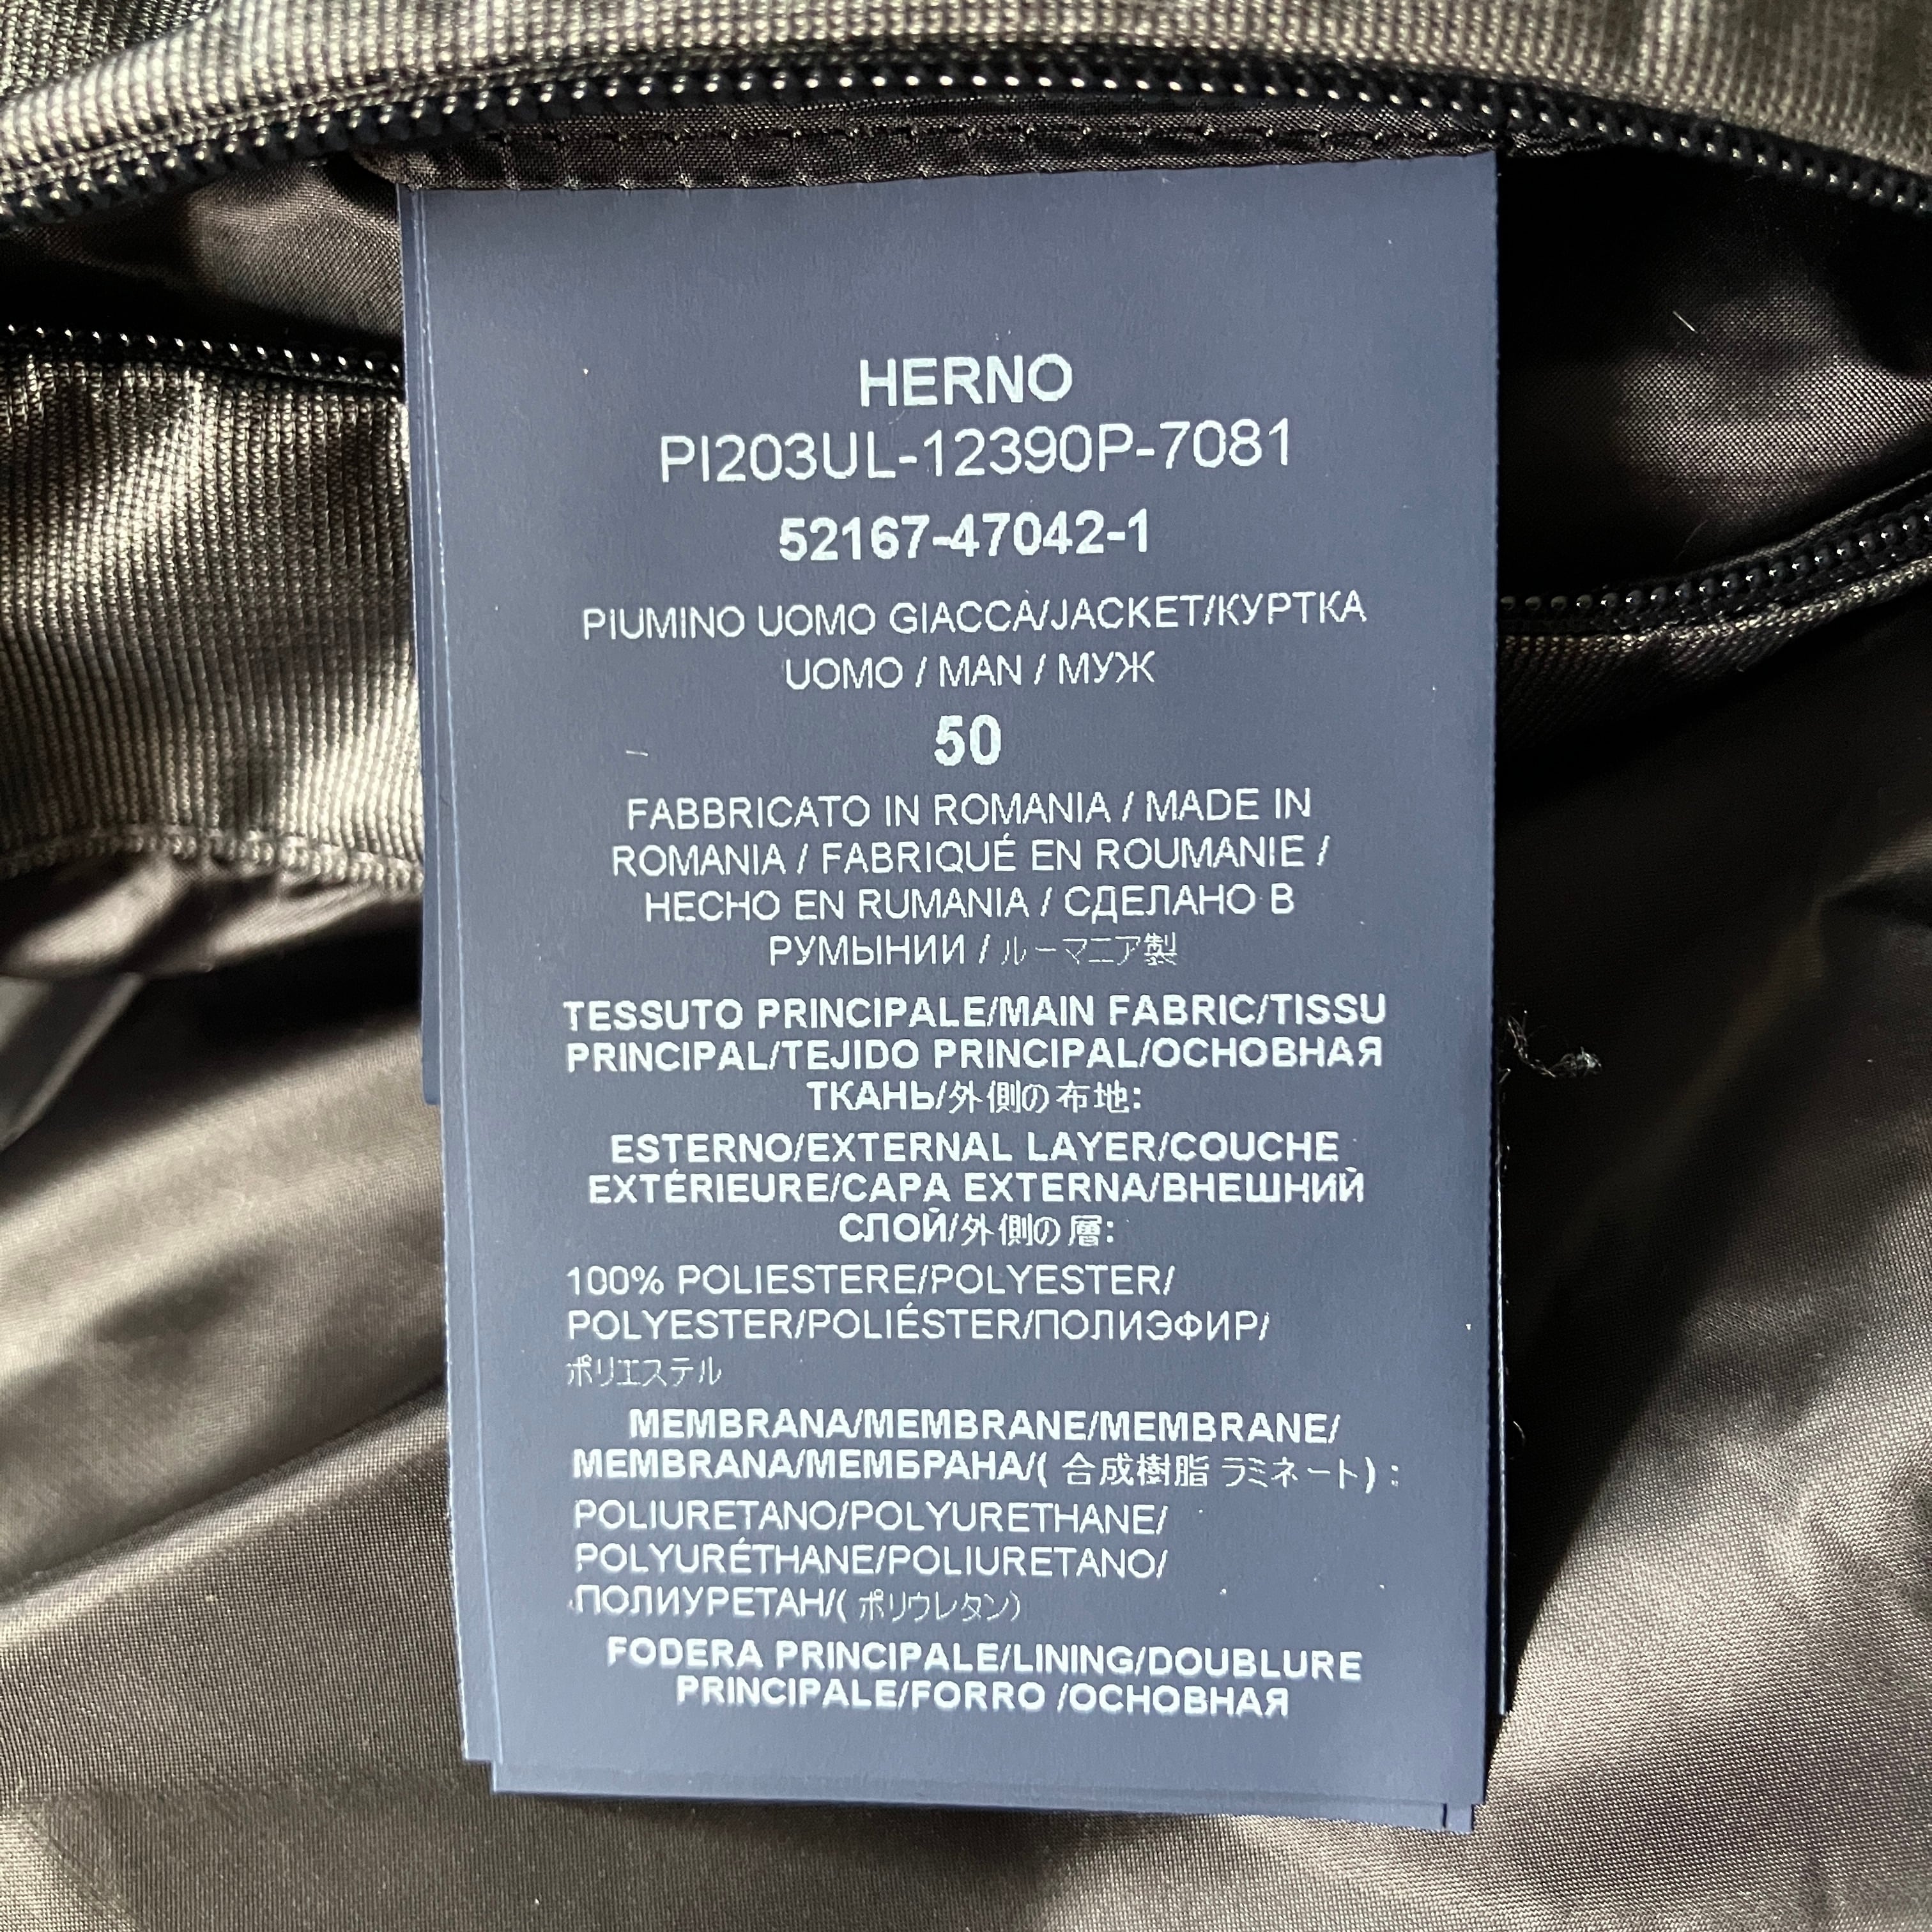 HERNO
PI203UL-12390P-7081
52167-47042-1
PIUMINO UOMO GIACCA/JACKET/КУРТКА
UOMO / MAN / МУЖ
50
FABBRICATO IN ROMANIA / MADE IN
ROMANIA / FABRIQUÉ EN ROUMANIE /
HECHO EN RUMANIA / СДЕЛАНО В
РУМЫНИИ / ルーマニア製
TESSUTO PRINCIPALE/MAIN FABRIC/TISSU
PRINCIPAL/TEJIDO PRINCIPAL/ОСНОВНАЯ
ТКАНЬ/外側の布地:
ESTERNO/EXTERNAL LAYER/COUCHE
EXTÉRIEURE/CAPA EXTERNA/ВНЕШНИЙ
СЛОЙ/外側の層:
100% POLIESTERE/POLYESTER/
POLYESTER/POLIÉSTER/ПОЛИЭФИР/
ポリエステル
MEMBRANA/MEMBRANE/MEMBRANE/
MEMBRANA/МЕМБРАНА/( 合成樹脂 ラミネート) :
POLIURETANO/POLYURETHANE/
POLYURÉTHANE/POLIURETANO/
ПОЛИУРЕТАН/( ポリウレタン)
FODERA PRINCIPALE/LINING/DOUBLURE
PRINCIPALE/FORRO /ОСНОВНАЯ